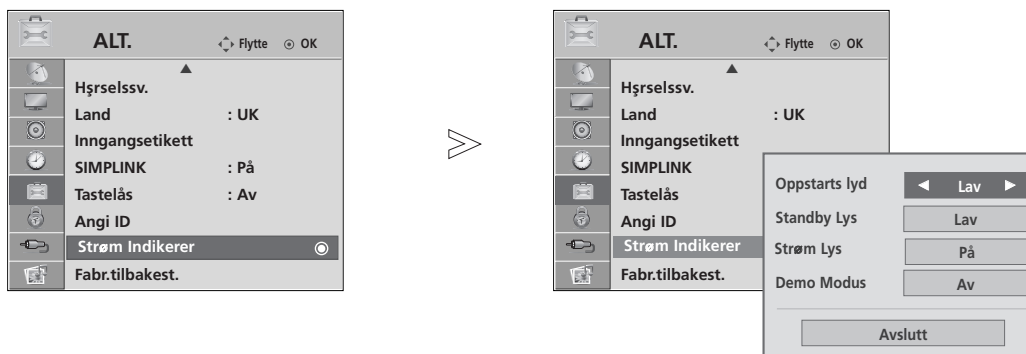 ALT. Flytte OK
Hşrselssv.
Land : UK
Inngangsetikett
SIMPLINK : På
Tastelås : Av
Angi ID
Strøm Indikerer
Fabr.tilbakest.
ALT. Flytte OK
Hşrselssv.
Land : UK
Inngangsetikett
SIMPLINK
Tastelås
Angi ID
Strøm Indikerer
Fabr.tilbakest.
Oppstarts lyd Lav
Standby Lys Lav
Strøm Lys På
Demo Modus Av
Avslutt